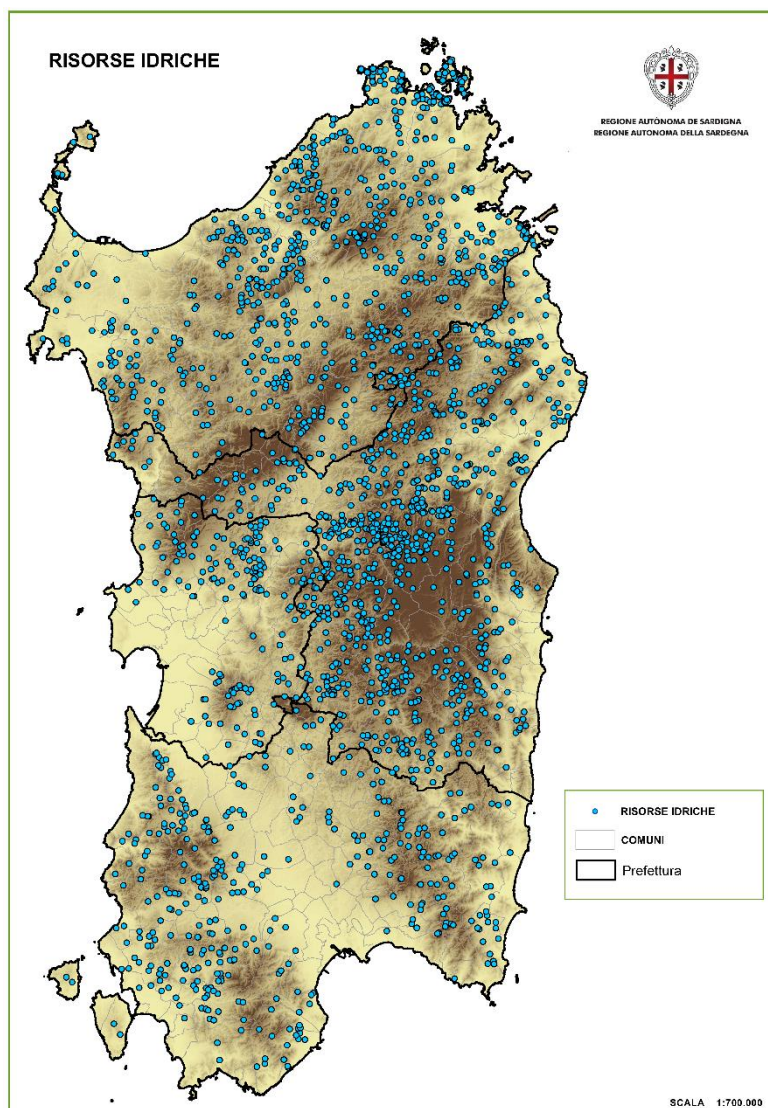 RISORSE IDRICHE
REGIONE AUTÒNOMA DE SARDIGNA
REGIONE AUTONOMA DELLA SARDEGNA
RISORSE IDRICHE
COMUNI
Prefettura
SCALA 1:700.000